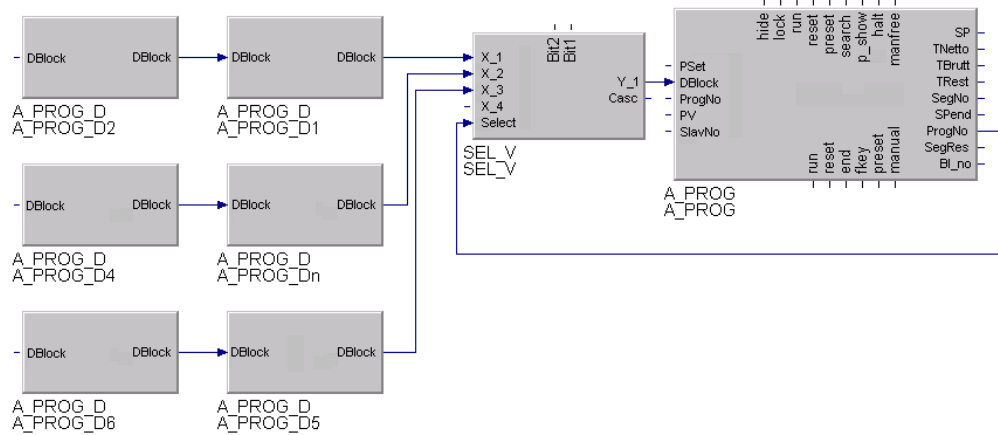 DBlock DBlock
A_PROG_D
A_PROG_D2
DBlock DBlock
A_PROG_D
A_PROG_D1
DBlock DBlock
A_PROG_D
A_PROG_D4
DBlock DBlock
A_PROG_D
A_PROG_Dn
DBlock DBlock
A_PROG_D
A_PROG_D6
DBlock DBlock
A_PROG_D
A_PROG_D5
Bit2
Bit1
X_1
X_2
X_3
X_4
Select
Y_1
Casc
SEL_V
SEL_V
hide
lock
run
reset
preset
search
p_show
halt
manfree
PSet
DBlock
ProgNo
PV
SlavNo
SP
TNetto
TBrutt
TRest
SegNo
SPend
ProgNo
SegRes
Bl_no
run
reset
end
fkey
preset
manual
A_PROG
A_PROG